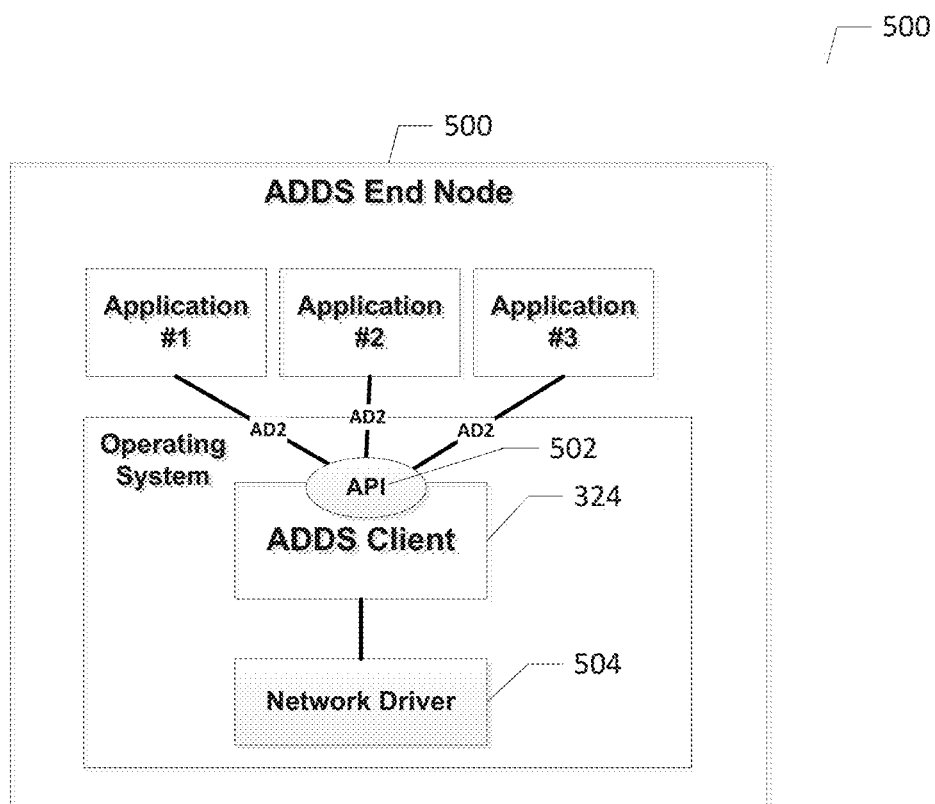 500
500
ADDS End Node
Application
#1
Application
#2
Application
#3
AD2
AD2
AD2
Operating
System
502
API
324
ADDS Client
504
Network Driver